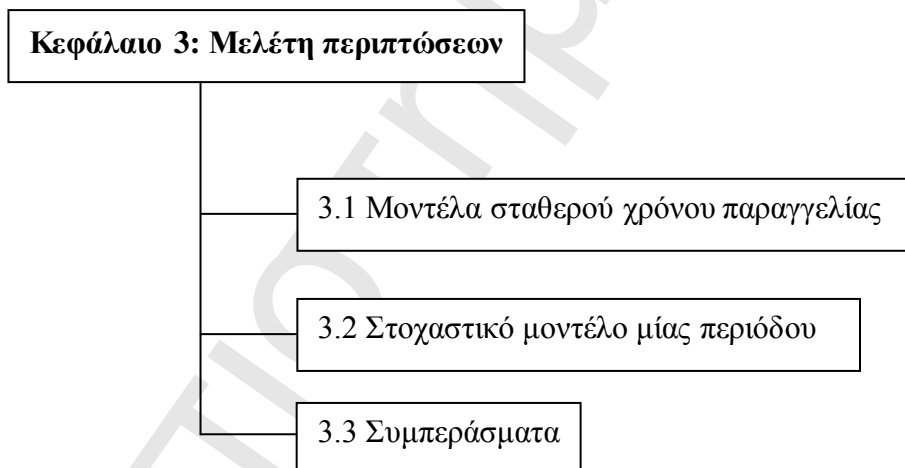 Κεφάλαιο 3: Μελέτη περιπτώσεων
3.1 Μοντέλα σταθερού χρόνου παραγγελίας
3.2 Στοχαστικό μοντέλο μίας περιόδου
3.3 Συμπεράσματα